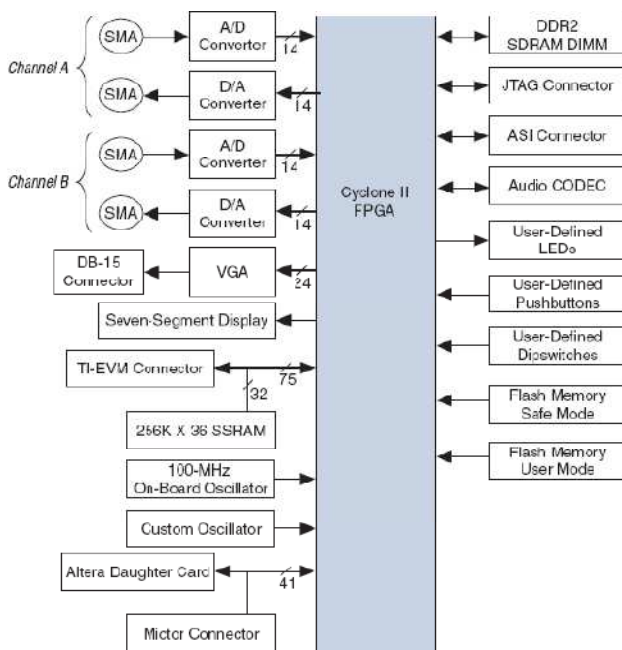 Channel A
SMA
A/D
Converter
14
SMA
D/A
Converter
14
Channel B
SMA
A/D
Converter
14
SMA
D/A
Converter
14
DB-15
Connector
VGA
24
Seven-Segment Display
TI-EVM Connector
75
32
256K X 36 SSRAM
100-MHz
On-Board Oscillator
Custom Oscillator
Altera Daughter Card
41
Mictor Connector
Cyclone II
FPGA
DDR2
SDRAM DIMM
JTAG Connector
ASI Connector
Audio CODEC
User-Defined
LEDs
User-Defined
Pushbuttons
User-Defined
Dipswitches
Flash Memory
Safe Mode
Flash Memory
User Mode